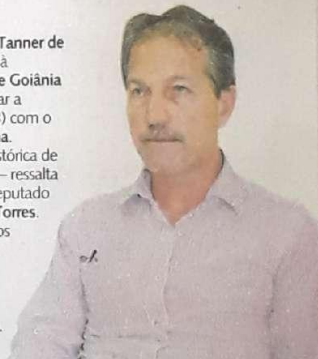 Tanner de
à
e Goiânia
ar a
) com o
a.
stórica de
– ressalta
eputado
Torres.
os